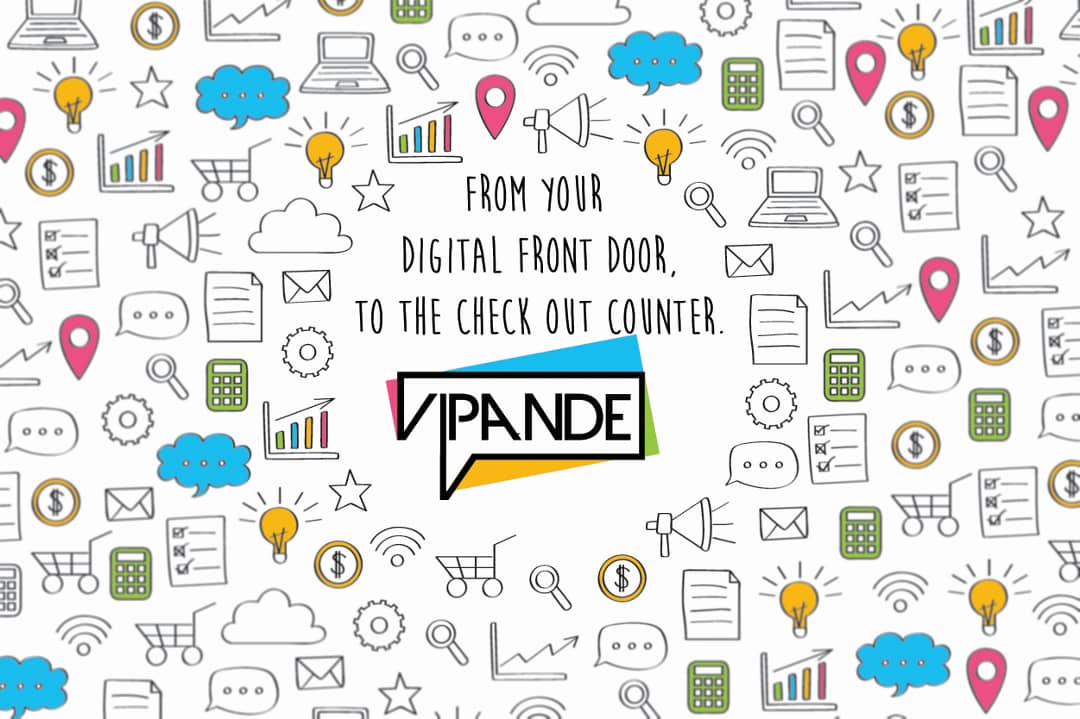 FROM YOUR
DIGITAL FRONT DOOR,
TO THE CHECK OUT COUNTER.
VIPANDE